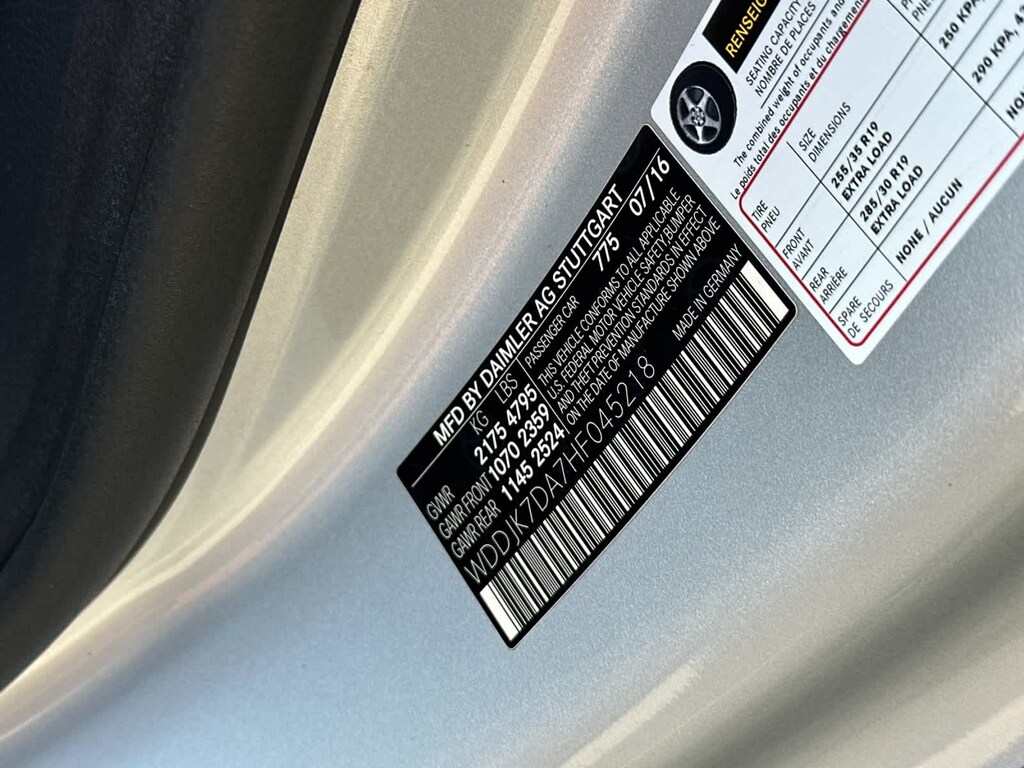 MFD BY DAIMLER AG STUTTGART
KG LBS 775 07/16
GVWR 2175 4795
GAWR FRONT 1070 2359
GAWR REAR 1145 2524
PASSENGER CAR
THIS VEHICLE CONFORMS TO ALL APPLICABLE
U.S. FEDERAL MOTOR VEHICLE SAFETY,BUMPER
AND THEFT PREVENTION STANDARDS IN EFFECT
ON THE DATE OF MANUFACTURE SHOWN ABOVE
WDDJK7DA7HF045218
MADE IN GERMANY
SEATING CAPACITY
NOMBRE DE PLACES
The combined weight of occupants and
Le poids total des occupants et du chargement
TIRE
PNEU
SIZE
DIMENSIONS
FRONT
AVANT
255/35 R19
EXTRA LOAD
250 KPA,
REAR
ARRIÈRE
285/30 R19
EXTRA LOAD
290 KPA,
SPARE
DE SECOURS
NONE / AUCUN